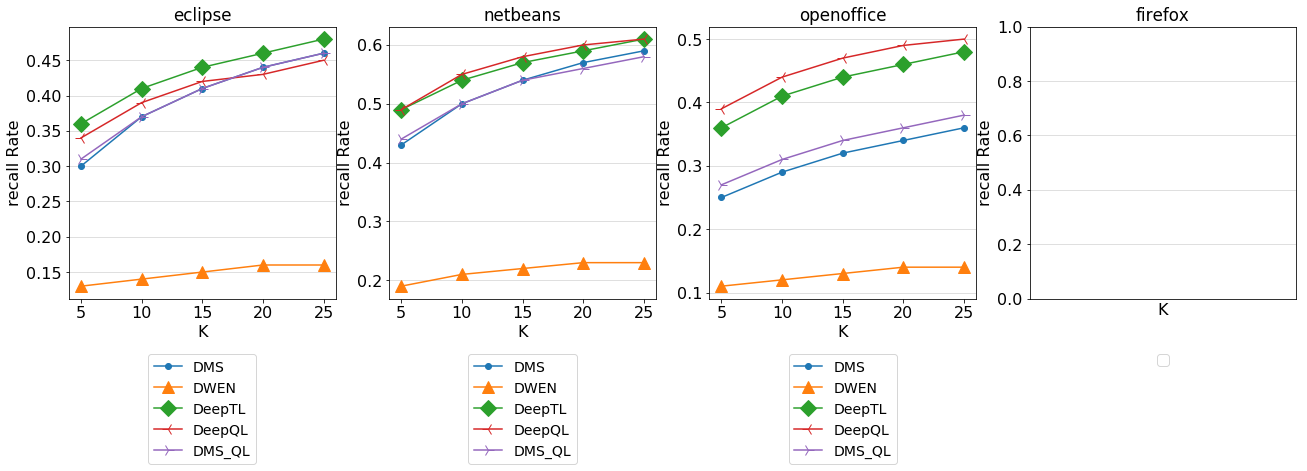 eclipse
recall Rate
0.45
0.40
0.35
0.30
0.25
0.20
0.15
5 10 15 20 25
K
DMS
DWEN
DeepTL
DeepQL
DMS_QL
netbeans
recall Rate
0.6
0.5
0.4
0.3
0.2
5 10 15 20 25
K
DMS
DWEN
DeepTL
DeepQL
DMS_QL
openoffice
recall Rate
0.5
0.4
0.3
0.2
0.1
5 10 15 20 25
K
DMS
DWEN
DeepTL
DeepQL
DMS_QL
firefox
recall Rate
1.0
0.8
0.6
0.4
0.2
0.0
K